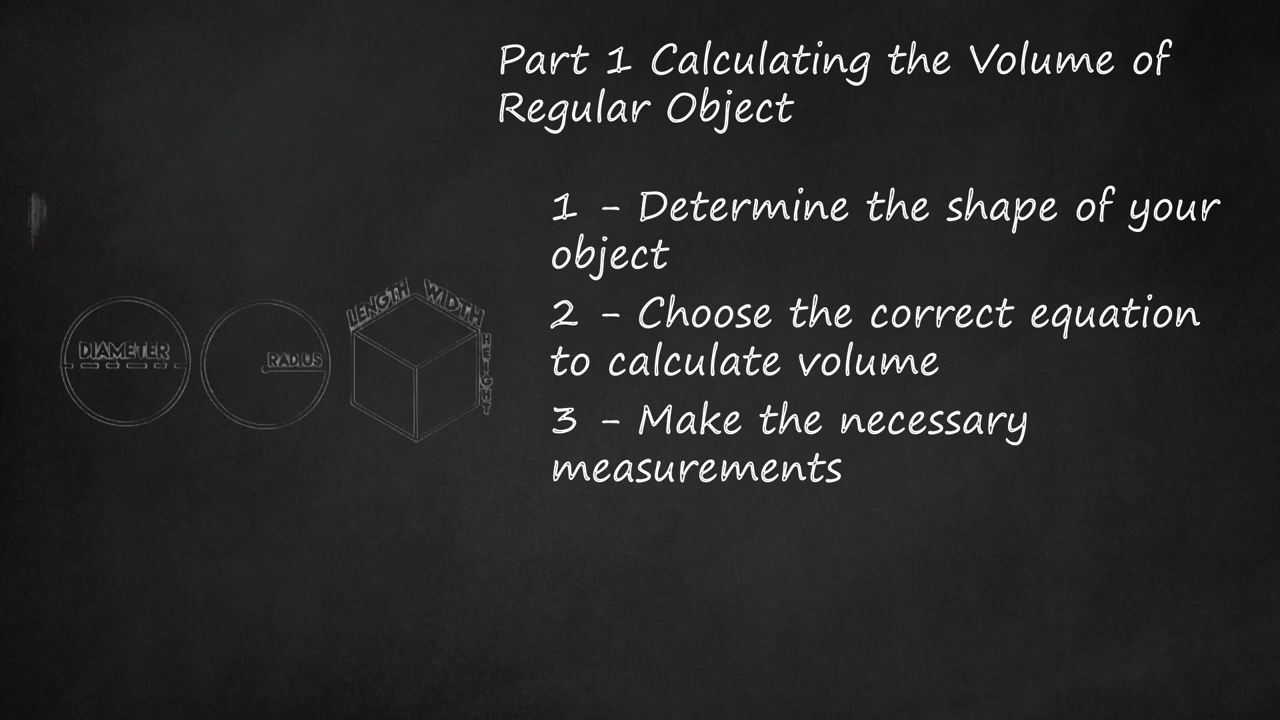 Part 1 Calculating the Volume of
Regular Object
1 - Determine the shape of your
object
2 - Choose the correct equation
to calculate volume
3 - Make the necessary
measurements
DIAMETER
RADIUS
LENGTH WIDTH
HEIGHT